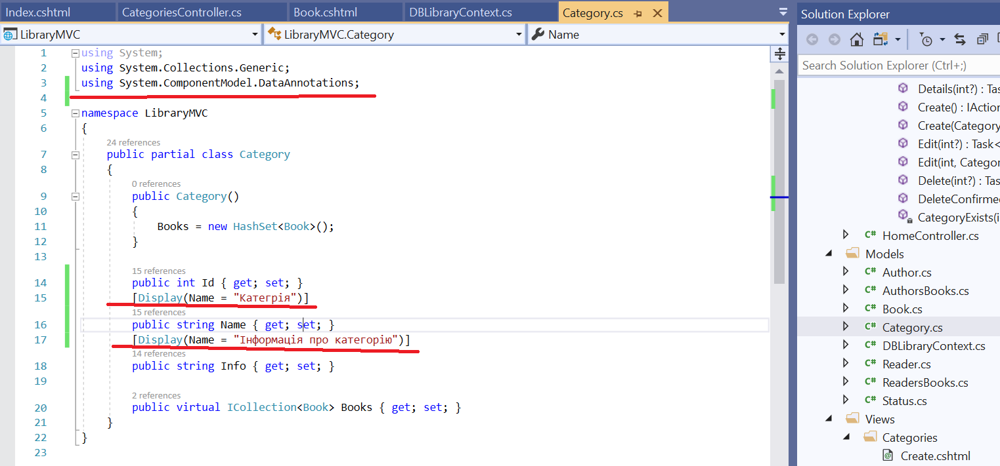 Index.cshtml CategoriesController.cs Book.cshtml DBLibraryContext.cs Category.cs
LibraryMVC LibraryMVC.Category Name
1 using System;
2 using System.Collections.Generic;
3 using System.ComponentModel.DataAnnotations;
4
5 namespace LibraryMVC
6 {
24 references
7 public partial class Category
8 {
0 references
9 public Category()
10 {
11 Books = new HashSet<Book>();
12 }
13
15 references
14 public int Id { get; set; }
15 [Display(Name = "Категрія")]
15 references
16 public string Name { get; set; }
17 [Display(Name = "Інформація про категорію")]
14 references
18 public string Info { get; set; }
19
2 references
20 public virtual ICollection<Book> Books { get; set; }
21 }
22 }
23
Solution Explorer
Search Solution Explorer (Ctrl+;)
Details(int?) : Tas
Create() : IAction
Create(Category
Edit(int?) : Task<
Edit(int, Categor
Delete(int?) : Tas
DeleteConfirme
CategoryExists(i
C# HomeController.cs
Models
C# Author.cs
C# AuthorsBooks.cs
C# Book.cs
C# Category.cs
C# DBLibraryContext.cs
C# Reader.cs
C# ReadersBooks.cs
C# Status.cs
Views
Categories
Create.cshtml